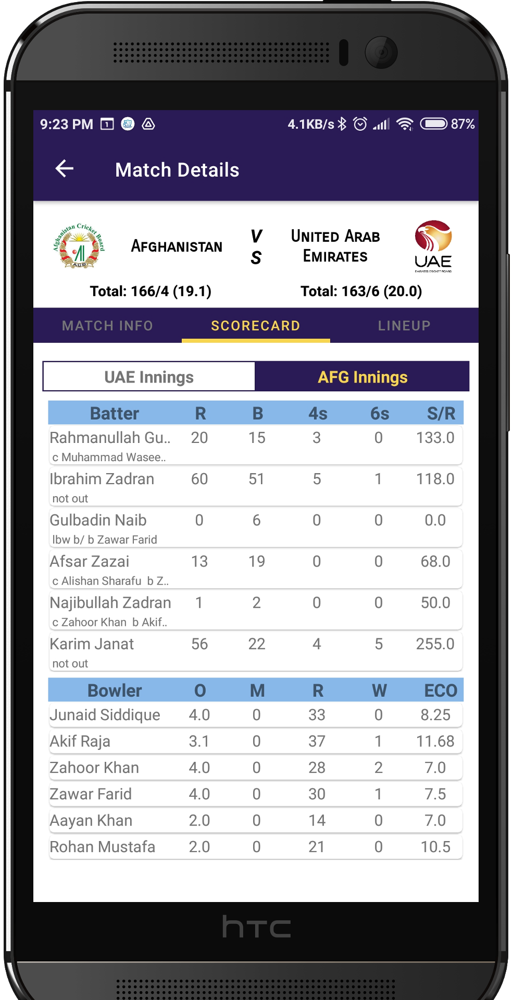 9:23 PM 1 4.1KB/s 87%
Match Details
Afghanistan Cricket Board
ACB
AFGHANISTAN
V
S
UNITED ARAB
EMIRATES
UAE
EMIRATES CRICKET BOARD
Total: 166/4 (19.1) Total: 163/6 (20.0)
MATCH INFO SCORECARD LINEUP
UAE Innings AFG Innings
Batter R B 4s 6s S/R
Rahmanullah Gu.. 20 15 3 0 133.0
c Muhammad Wasee..
Ibrahim Zadran 60 51 5 1 118.0
not out
Gulbadin Naib 0 6 0 0 0.0
lbw b/ b Zawar Farid
Afsar Zazai 13 19 0 0 68.0
c Alishan Sharafu b Z..
Najibullah Zadran 1 2 0 0 50.0
c Zahoor Khan b Akif..
Karim Janat 56 22 4 5 255.0
not out
Bowler O M R W ECO
Junaid Siddique 4.0 0 33 0 8.25
Akif Raja 3.1 0 37 1 11.68
Zahoor Khan 4.0 0 28 2 7.0
Zawar Farid 4.0 0 30 1 7.5
Aayan Khan 2.0 0 14 0 7.0
Rohan Mustafa 2.0 0 21 0 10.5
hTC